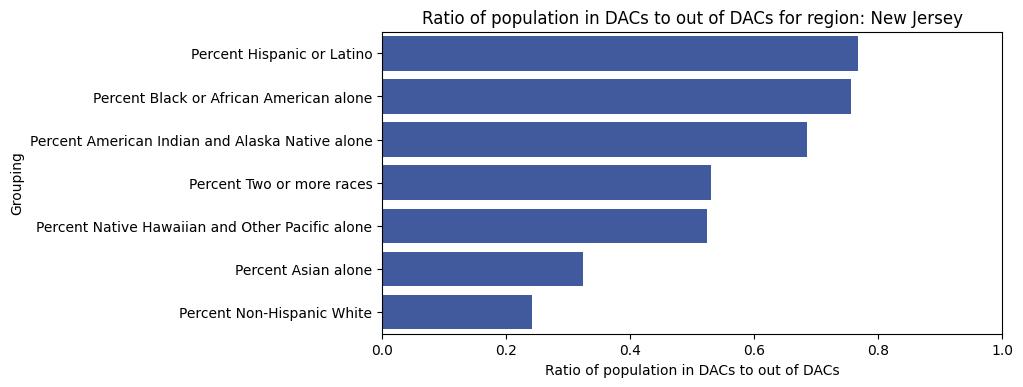 Ratio of population in DACs to out of DACs for region: New Jersey
Grouping
Percent Hispanic or Latino
Percent Black or African American alone
Percent American Indian and Alaska Native alone
Percent Two or more races
Percent Native Hawaiian and Other Pacific alone
Percent Asian alone
Percent Non-Hispanic White
0.0 0.2 0.4 0.6 0.8 1.0
Ratio of population in DACs to out of DACs